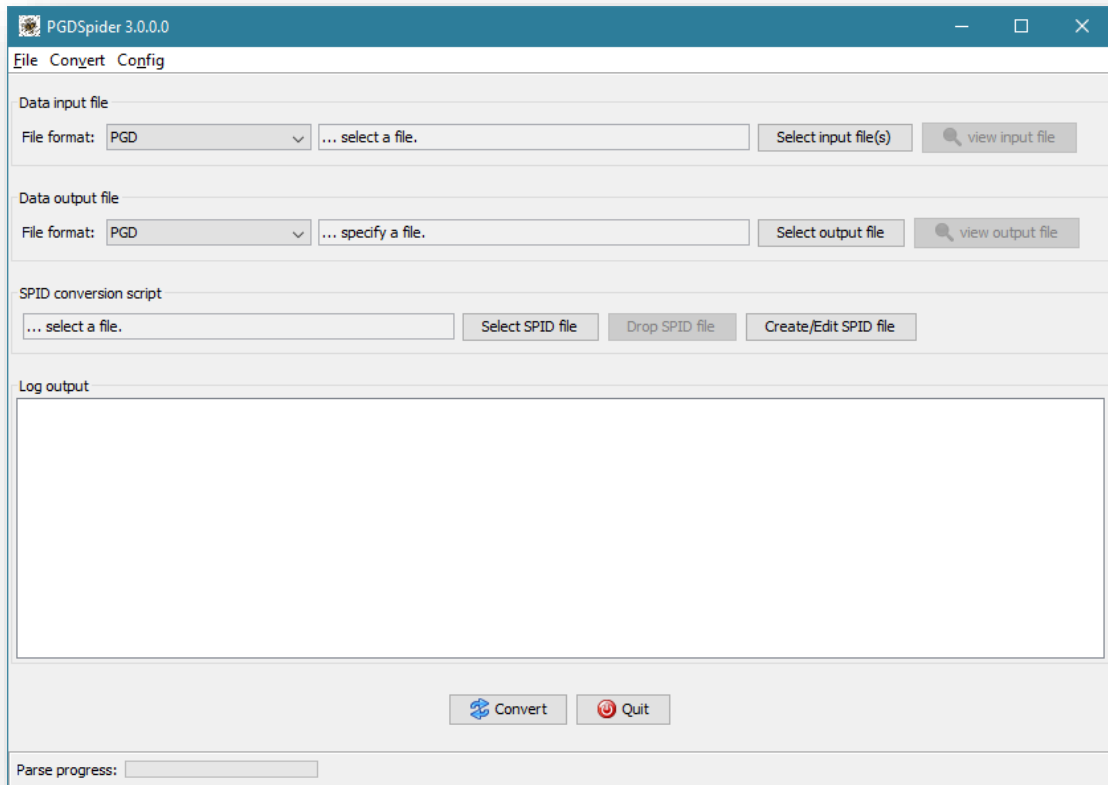 PGDSpider 3.0.0.0
File Convert Config
Data input file
File format: PGD ... select a file. Select input file(s) view input file
Data output file
File format: PGD ... specify a file. Select output file view output file
SPID conversion script
... select a file. Select SPID file Drop SPID file Create/Edit SPID file
Log output
Convert Quit
Parse progress: